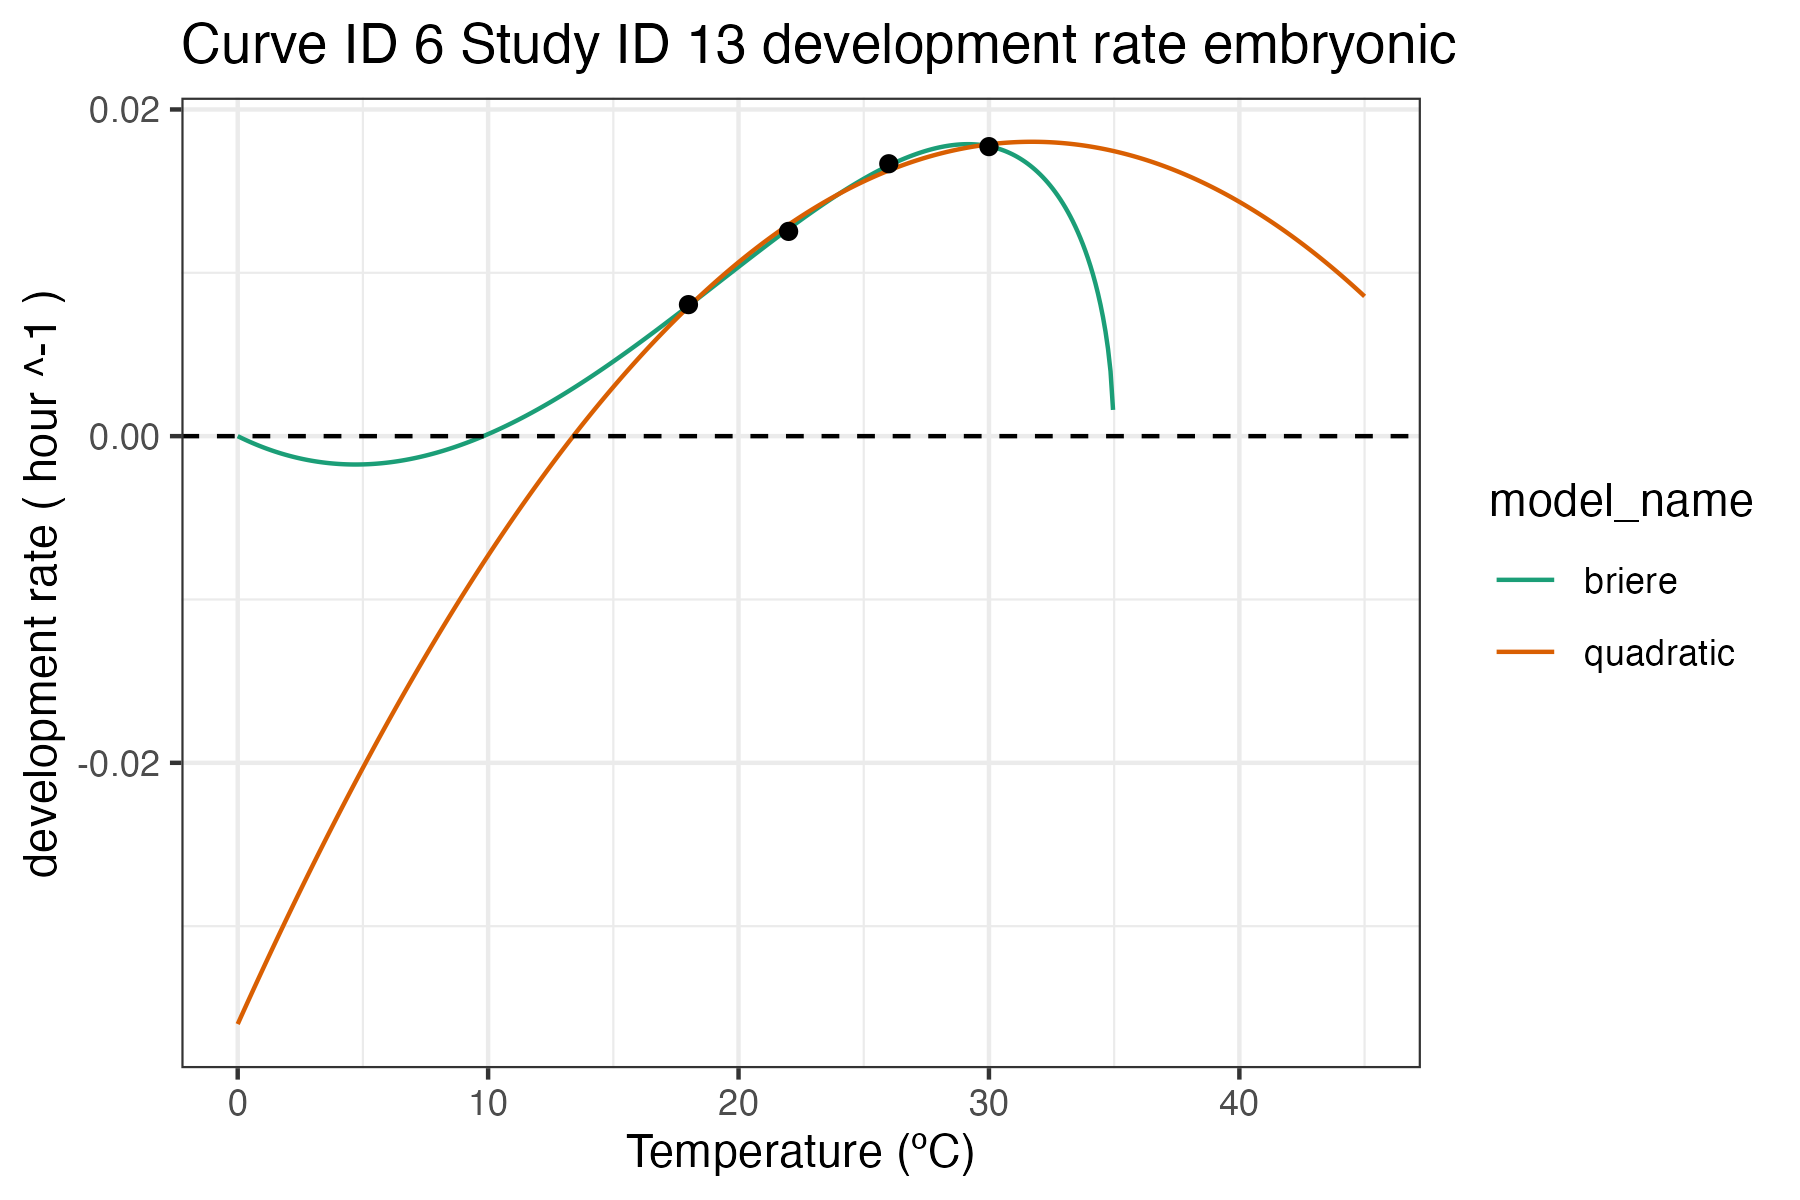 Curve ID 6 Study ID 13 development rate embryonic
0.02
0.00
-0.02
development rate ( hour ^-1 )
0 10 20 30 40
Temperature (ºC)
model_name
briere
quadratic